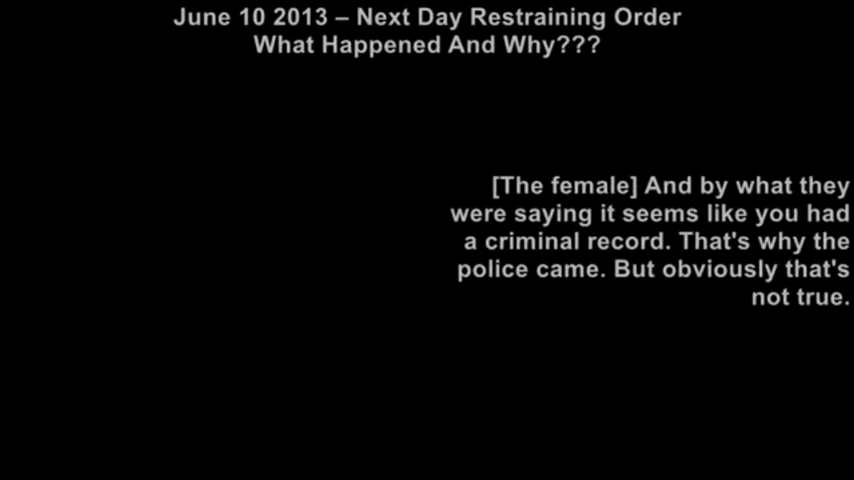 June 10 2013 – Next Day Restraining Order
What Happened And Why???
[The female] And by what they
were saying it seems like you had
a criminal record. That's why the
police came. But obviously that's
not true.